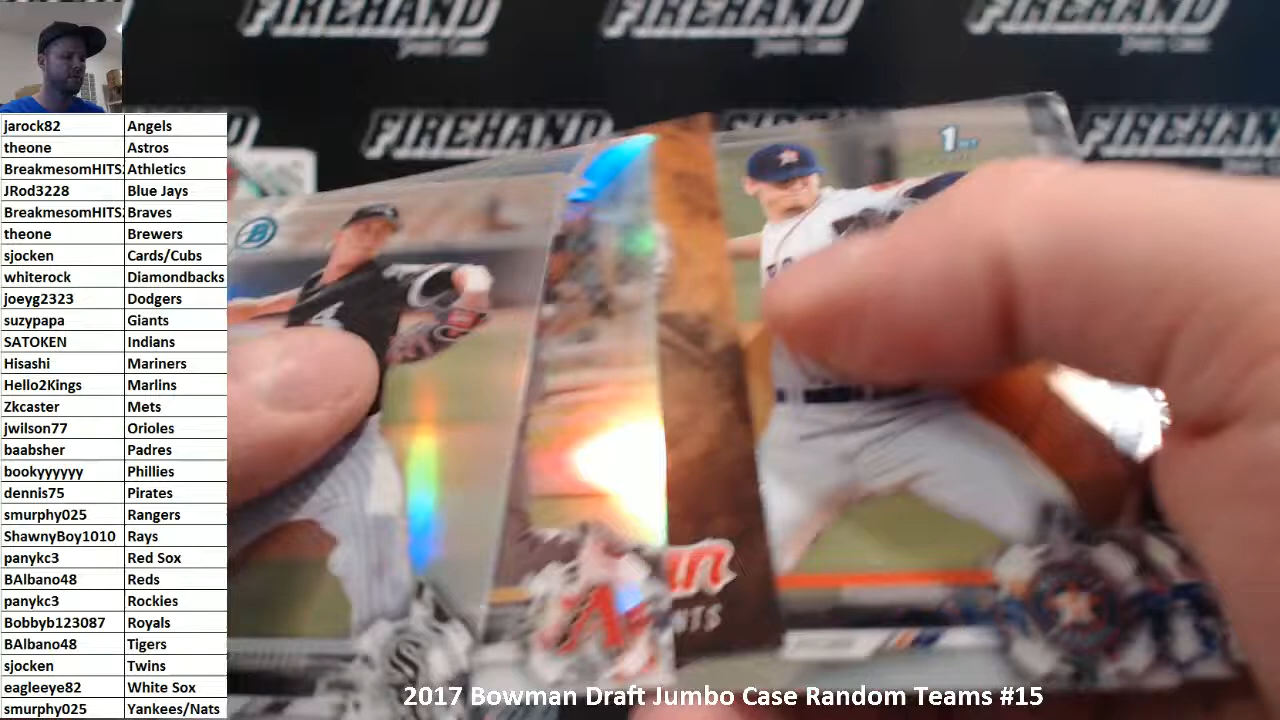 FIREHAND FIREHAND FIREHAND
FIREHAND
jarock82 Angels
theone Astros
BreakmesomHITS Athletics
JRod3228 Blue Jays
BreakmesomHITS Braves
theone Brewers
sjocken Cards/Cubs
whiterock Diamondbacks
joeyg2323 Dodgers
suzypapa Giants
SATOKEN Indians
Hisashi Mariners
Hello2Kings Marlins
Zkcaster Mets
jwilson77 Orioles
baabsher Padres
bookyyyyyy Phillies
dennis75 Pirates
smurphy025 Rangers
ShawnyBoy1010 Rays
panykc3 Red Sox
BAlbano48 Reds
panykc3 Rockies
Bobbyb123087 Royals
BAlbano48 Tigers
sjocken Twins
eagleeye82 White Sox
smurphy025 Yankees/Nats
B
1st
A
2017 Bowman Draft Jumbo Case Random Teams #15